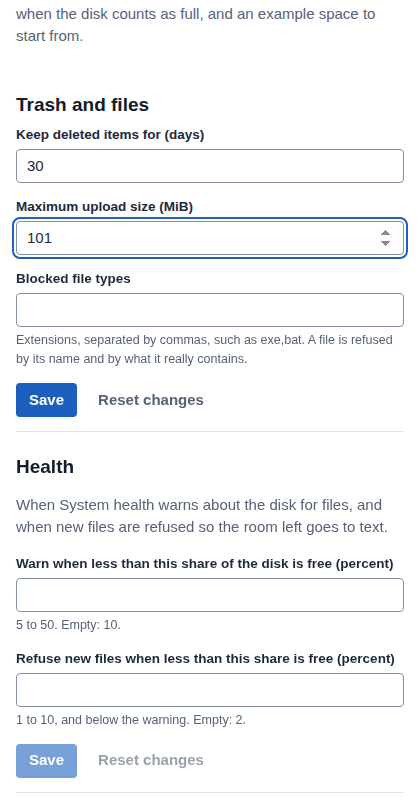 when the disk counts as full, and an example space to
start from.
Trash and files
Keep deleted items for (days)
30
Maximum upload size (MiB)
101
Blocked file types
Extensions, separated by commas, such as exe,bat. A file is refused
by its name and by what it really contains.
Save Reset changes
Health
When System health warns about the disk for files, and
when new files are refused so the room left goes to text.
Warn when less than this share of the disk is free (percent)
5 to 50. Empty: 10.
Refuse new files when less than this share is free (percent)
1 to 10, and below the warning. Empty: 2.
Save Reset changes